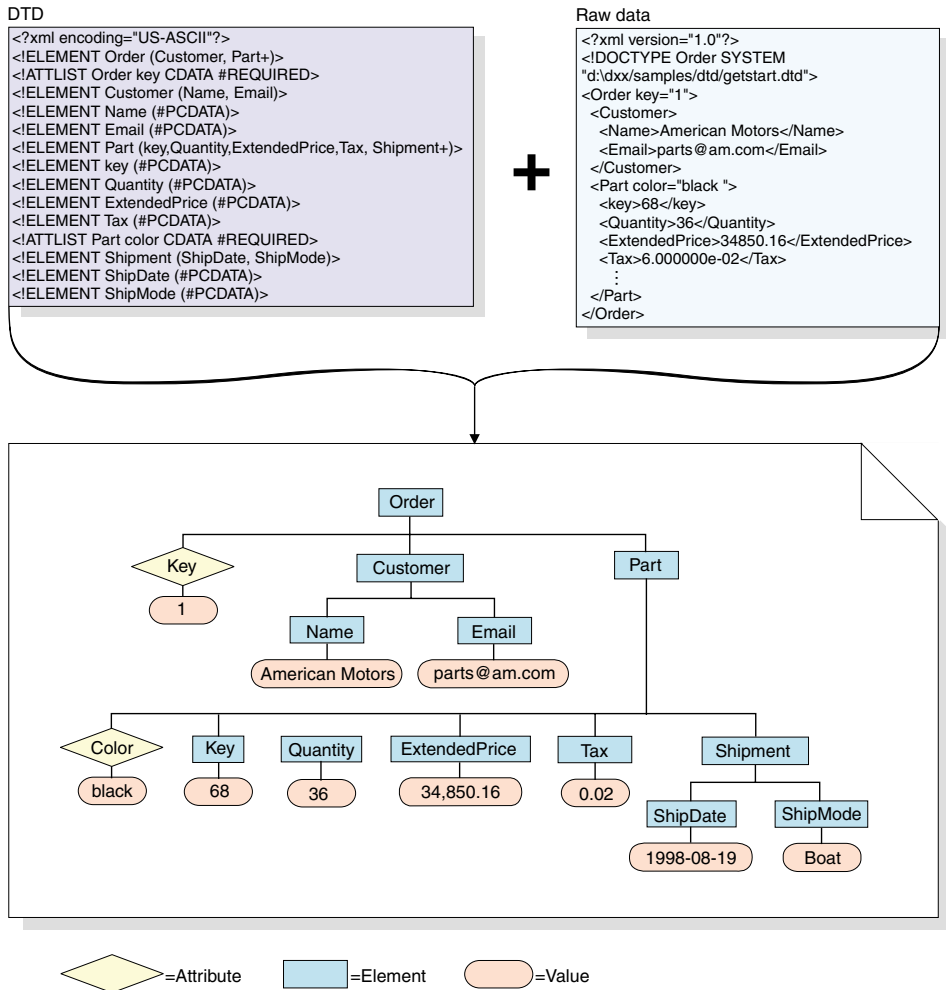 DTD
<?xml encoding="US-ASCII"?>
<!ELEMENT Order (Customer, Part+)>
<!ATTLIST Order key CDATA #REQUIRED>
<!ELEMENT Customer (Name, Email)>
<!ELEMENT Name (#PCDATA)>
<!ELEMENT Email (#PCDATA)>
<!ELEMENT Part (key,Quantity,ExtendedPrice,Tax, Shipment+)>
<!ELEMENT key (#PCDATA)>
<!ELEMENT Quantity (#PCDATA)>
<!ELEMENT ExtendedPrice (#PCDATA)>
<!ELEMENT Tax (#PCDATA)>
<!ATTLIST Part color CDATA #REQUIRED>
<!ELEMENT Shipment (ShipDate, ShipMode)>
<!ELEMENT ShipDate (#PCDATA)>
<!ELEMENT ShipMode (#PCDATA)>
+
Raw data
<?xml version="1.0"?>
<!DOCTYPE Order SYSTEM
"d:\dxx/samples/dtd/getstart.dtd">
<Order key="1">
<Customer>
<Name>American Motors</Name>
<Email>parts@am.com</Email>
</Customer>
<Part color="black ">
<key>68</key>
<Quantity>36</Quantity>
<ExtendedPrice>34850.16</ExtendedPrice>
<Tax>6.000000e-02</Tax>
⋮
</Part>
</Order>
Order
Key
Customer
Part
1
Name
Email
American Motors
parts@am.com
Color
Key
Quantity
ExtendedPrice
Tax
Shipment
black
68
36
34,850.16
0.02
ShipDate
ShipMode
1998-08-19
Boat
=Attribute
=Element
=Value